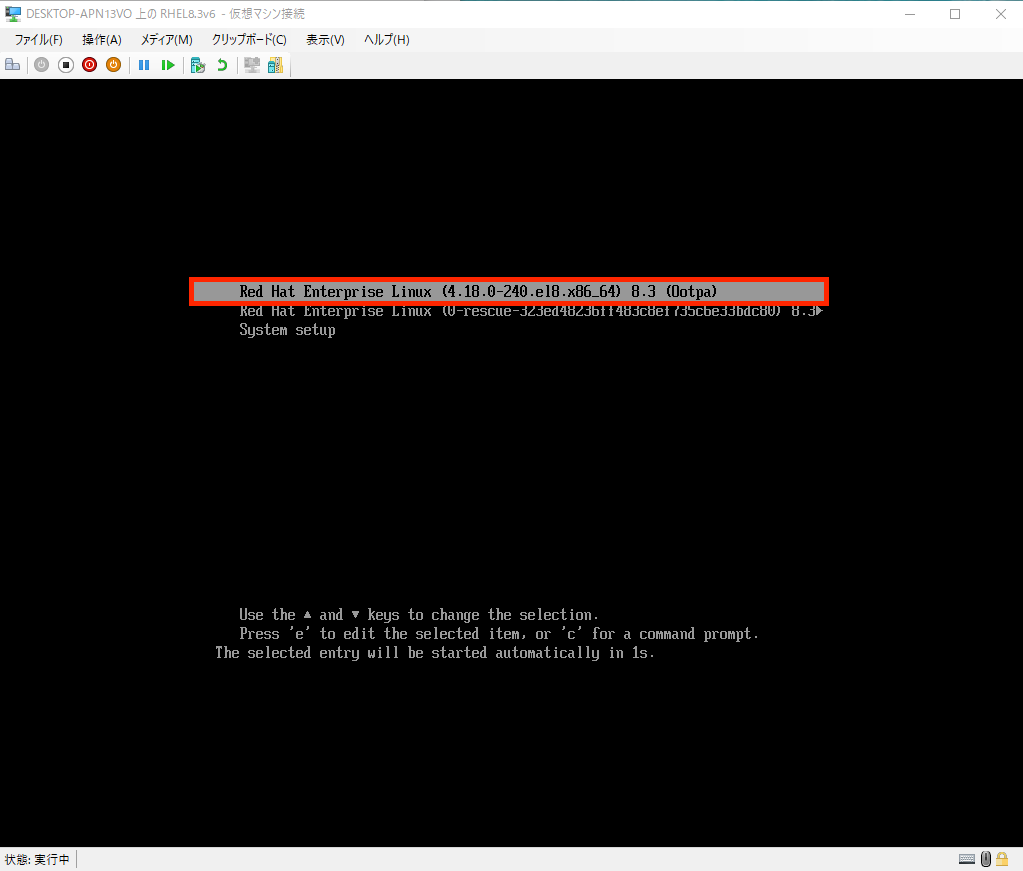 DESKTOP-APN13VO 上の RHEL8.3v6 - 仮想マシン接続
ファイル(F) 操作(A) メディア(M) クリップボード(C) 表示(V) ヘルプ(H)
Red Hat Enterprise Linux (4.18.0-240.el8.x86_64) 8.3 (Ootpa)
Red Hat Enterprise Linux (0-rescue-323ed48236ff483c8ef735c6e33bdc80) 8.3▶
System setup
Use the ▲ and ▼ keys to change the selection.
Press 'e' to edit the selected item, or 'c' for a command prompt.
The selected entry will be started automatically in 1s.
状態: 実行中